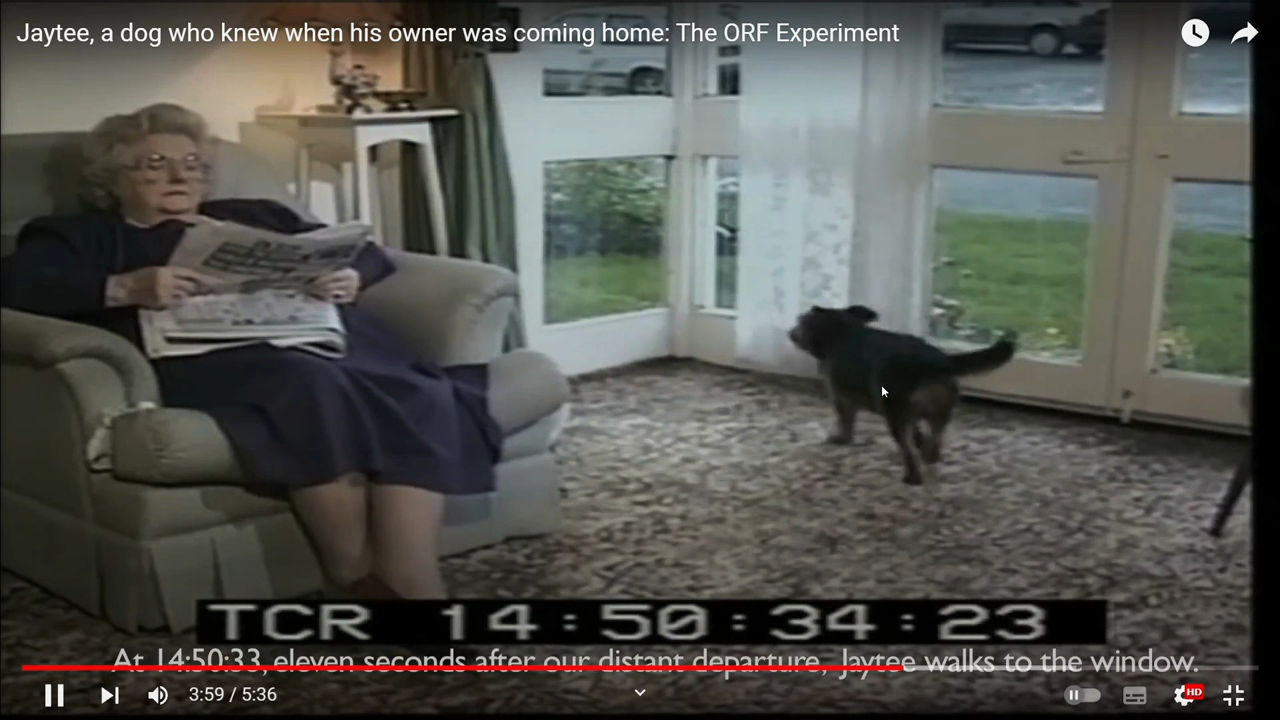 Jaytee, a dog who knew when his owner was coming home: The ORF Experiment
TCR 14:50:34:23
At 14:50:33, eleven seconds after our distant departure, Jaytee walks to the window.
3:59 / 5:36
HD